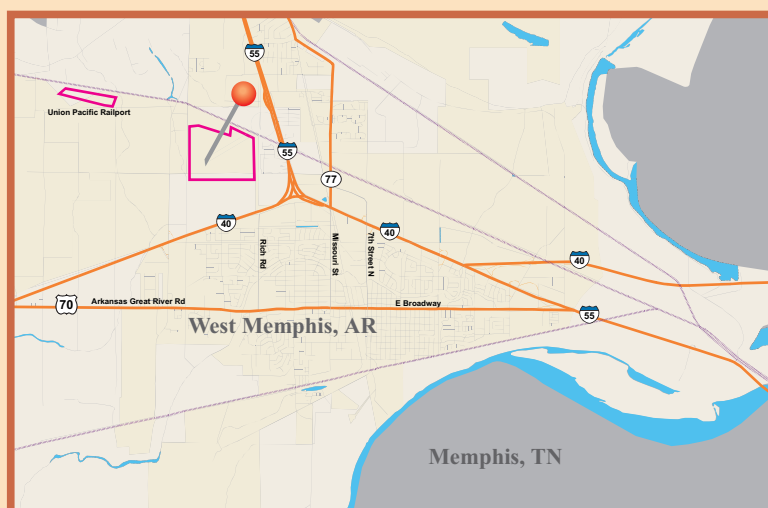 55
Union Pacific Railport
55
77
40
40
40
Rich Rd
Missouri St
7th Street N
70
Arkansas Great River Rd
E Broadway
55
West Memphis, AR
Memphis, TN